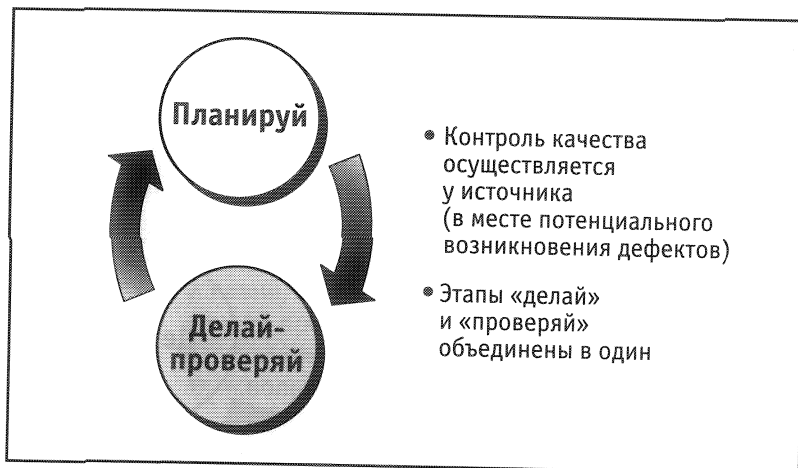 Планируй
Делай-
проверяй
• Контроль качества
осуществляется
у источника
(в месте потенциального
возникновения дефектов)
• Этапы «делай»
и «проверяй»
объединены в один